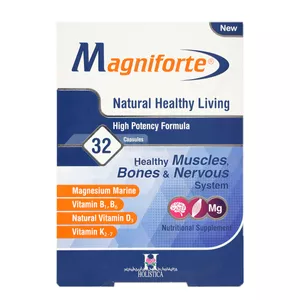 New
Magniforte®
Natural Healthy Living
High Potency Formula
32
Capsules
Healthy Muscles,
Bones & Nervous
System
Magnesium Marine
Vitamin B₁, B₆
Natural Vitamin D₃
Vitamin K₂₋₇
Mg
Nutritional Supplement
HOLISTICA